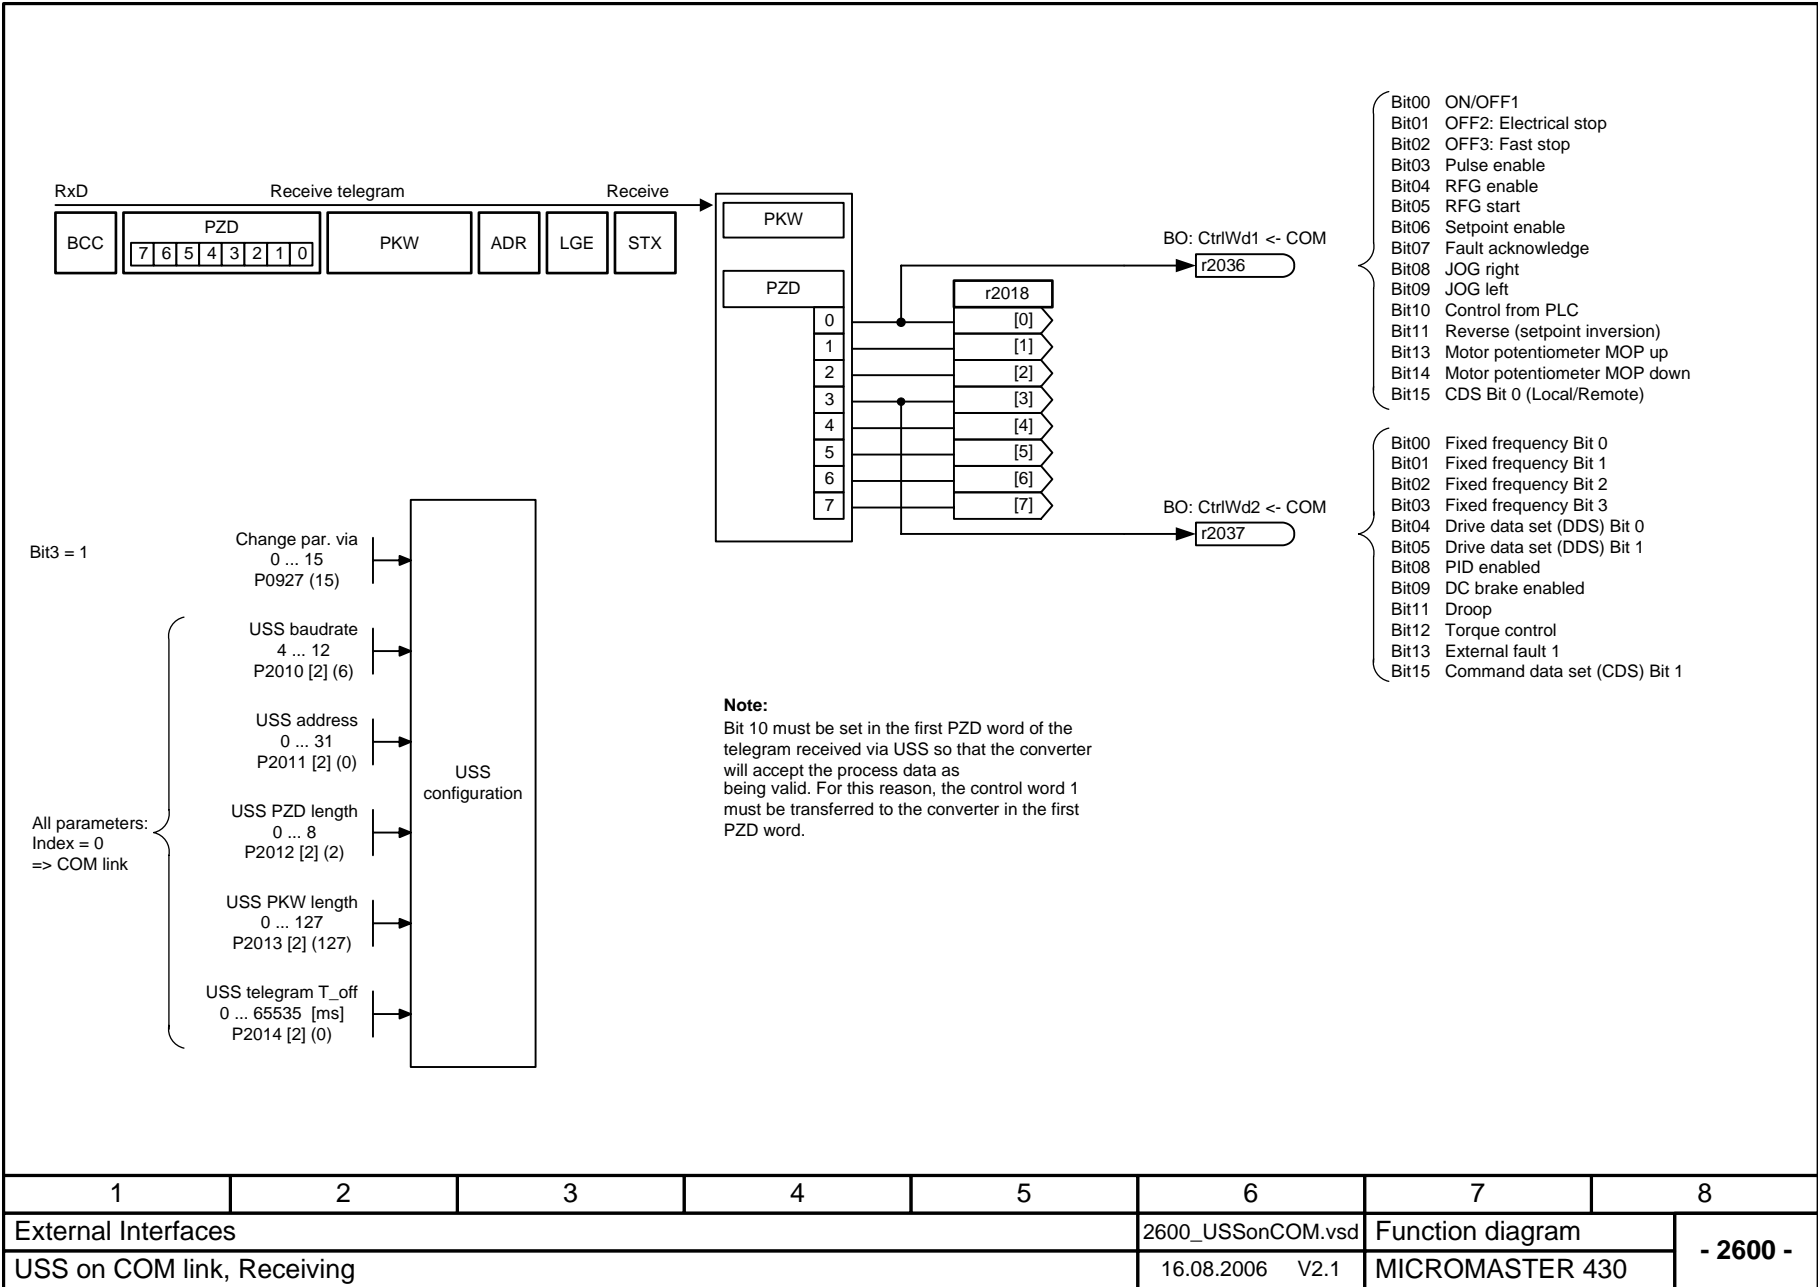 RxD Receive telegram Receive
BCC PZD PKW ADR LGE STX
7 6 5 4 3 2 1 0
PKW
PZD
0
1
2
3
4
5
6
7
r2018
[0]
[1]
[2]
[3]
[4]
[5]
[6]
[7]
BO: CtrlWd1 <- COM
r2036
Bit00 ON/OFF1
Bit01 OFF2: Electrical stop
Bit02 OFF3: Fast stop
Bit03 Pulse enable
Bit04 RFG enable
Bit05 RFG start
Bit06 Setpoint enable
Bit07 Fault acknowledge
Bit08 JOG right
Bit09 JOG left
Bit10 Control from PLC
Bit11 Reverse (setpoint inversion)
Bit13 Motor potentiometer MOP up
Bit14 Motor potentiometer MOP down
Bit15 CDS Bit 0 (Local/Remote)
BO: CtrlWd2 <- COM
r2037
Bit00 Fixed frequency Bit 0
Bit01 Fixed frequency Bit 1
Bit02 Fixed frequency Bit 2
Bit03 Fixed frequency Bit 3
Bit04 Drive data set (DDS) Bit 0
Bit05 Drive data set (DDS) Bit 1
Bit08 PID enabled
Bit09 DC brake enabled
Bit11 Droop
Bit12 Torque control
Bit13 External fault 1
Bit15 Command data set (CDS) Bit 1
Bit3 = 1
Change par. via
0 ... 15
P0927 (15)
USS baudrate
4 ... 12
P2010 [2] (6)
USS address
0 ... 31
P2011 [2] (0)
USS PZD length
0 ... 8
P2012 [2] (2)
USS PKW length
0 ... 127
P2013 [2] (127)
USS telegram T_off
0 ... 65535 [ms]
P2014 [2] (0)
All parameters:
Index = 0
=> COM link
USS
configuration
Note:
Bit 10 must be set in the first PZD word of the
telegram received via USS so that the converter
will accept the process data as
being valid. For this reason, the control word 1
must be transferred to the converter in the first
PZD word.
1 2 3 4 5 6 7 8
External Interfaces 2600_USSonCOM.vsd Function diagram - 2600 -
USS on COM link, Receiving 16.08.2006 V2.1 MICROMASTER 430